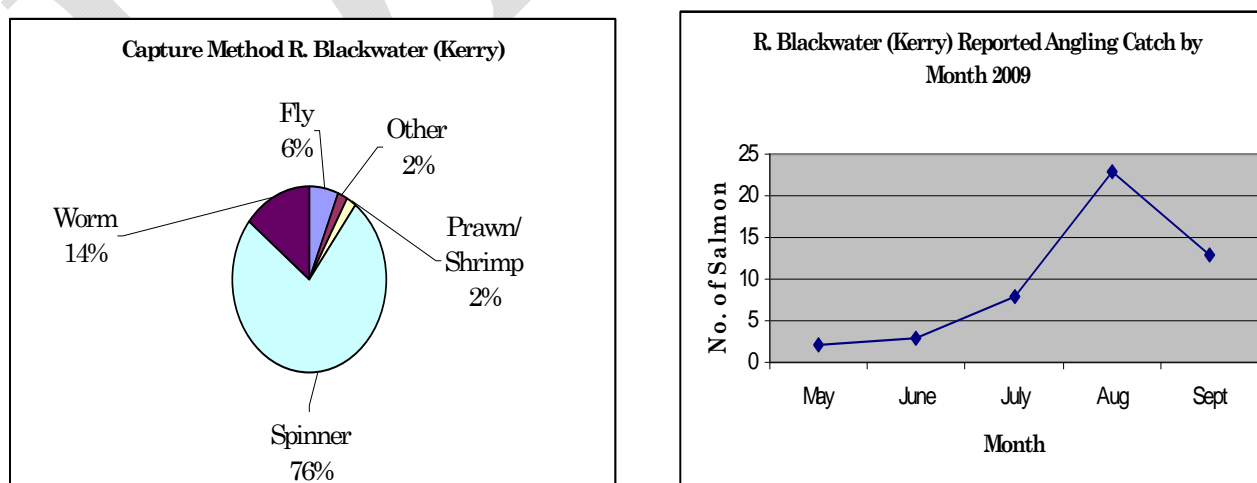 Capture Method R. Blackwater (Kerry)
Fly
6%
Other
2%
Worm
14%
Prawn/
Shrimp
2%
Spinner
76%
R. Blackwater (Kerry) Reported Angling Catch by
Month 2009
No. of Salmon
25
20
15
10
5
0
May June July Aug Sept
Month